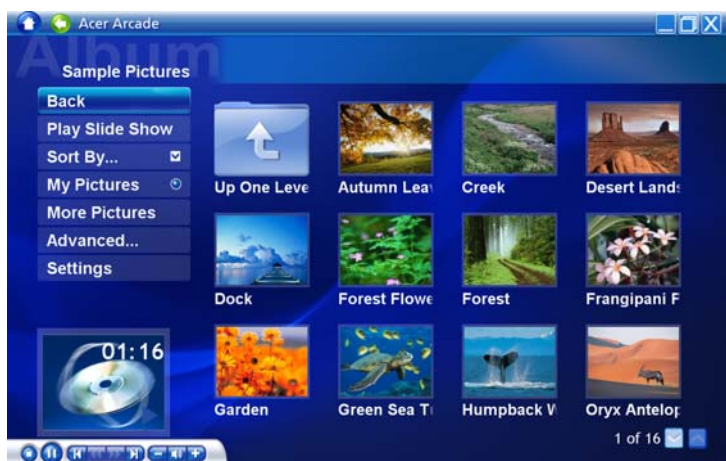 Acer Arcade
Album
Sample Pictures
Back
Play Slide Show
Sort By...
My Pictures
More Pictures
Advanced...
Settings
Up One Leve
Autumn Lea
Creek
Desert Lands
Dock
Forest Flowe
Forest
Frangipani F
Garden
Green Sea T
Humpback W
Oryx Antelop
01:16
1 of 16